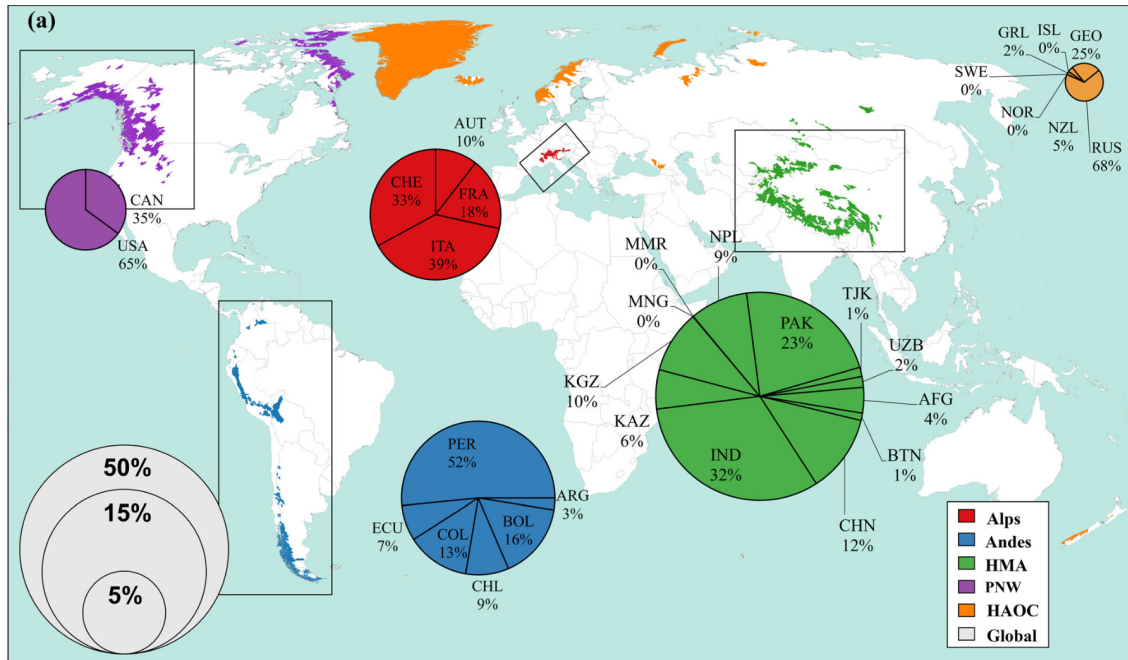 (a)
ISL
0%
GEO
25%
GRL
2%
SWE
0%
NOR
0%
NZL
5%
RUS
68%
CAN
35%
USA
65%
AUT
10%
CHE
33%
FRA
18%
ITA
39%
MMR
0%
NPL
9%
MNG
0%
PAK
23%
TJK
1%
UZB
2%
KGZ
10%
AFG
4%
KAZ
6%
IND
32%
BTN
1%
CHN
12%
PER
52%
ARG
3%
ECU
7%
COL
13%
BOL
16%
CHL
9%
50%
15%
5%
Alps
Andes
HMA
PNW
HAOC
Global